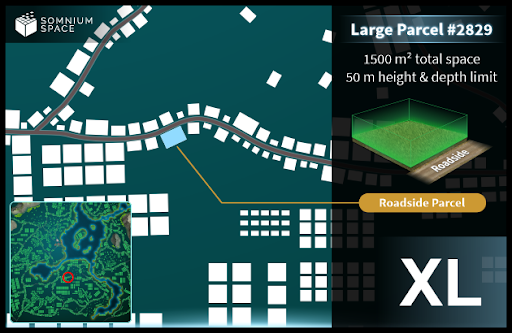 SOMNIUM
SPACE
Large Parcel #2829
1500 m² total space
50 m height & depth limit
Roadside
Roadside Parcel
XL